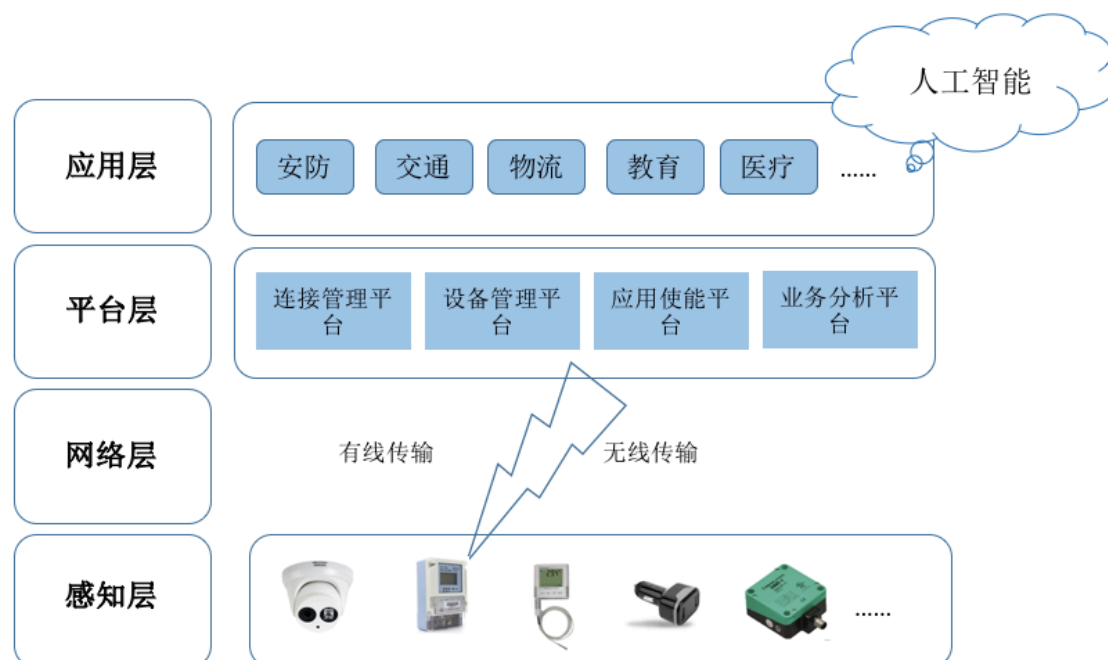 人工智能
应用层
安防
交通
物流
教育
医疗
......
平台层
连接管理平
台
设备管理平
台
应用使能平
台
业务分析平
台
网络层
有线传输
无线传输
感知层
......